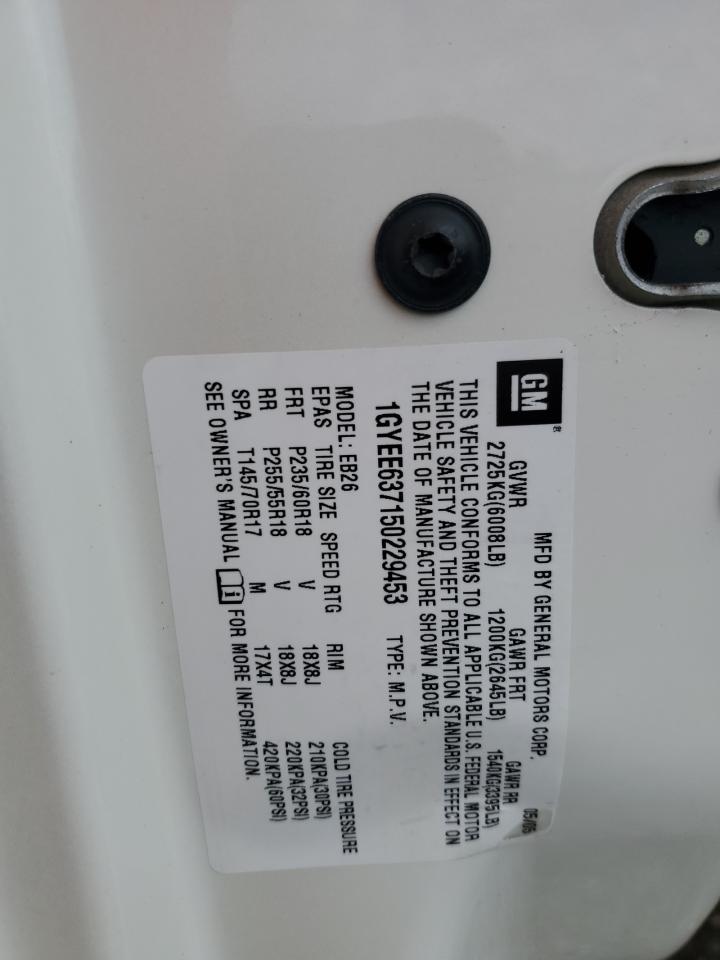 GM ®
MFD BY GENERAL MOTORS CORP. 05/05
GVWR GAWR FRT GAWR RR
2725KG(6008LB) 1200KG(2645LB) 1540KG(3395LB)
THIS VEHICLE CONFORMS TO ALL APPLICABLE U.S. FEDERAL MOTOR
VEHICLE SAFETY AND THEFT PREVENTION STANDARDS IN EFFECT ON
THE DATE OF MANUFACTURE SHOWN ABOVE.
1GYEE637150229453 TYPE: M.P.V.
MODEL: EB26
EPAS TIRE SIZE SPEED RTG RIM COLD TIRE PRESSURE
FRT P235/60R18 V 18X8J 210KPA(30PSI)
RR P255/55R18 V 18X8J 220KPA(32PSI)
SPA T145/70R17 M 17X4T 420KPA(60PSI)
SEE OWNER'S MANUAL i FOR MORE INFORMATION.